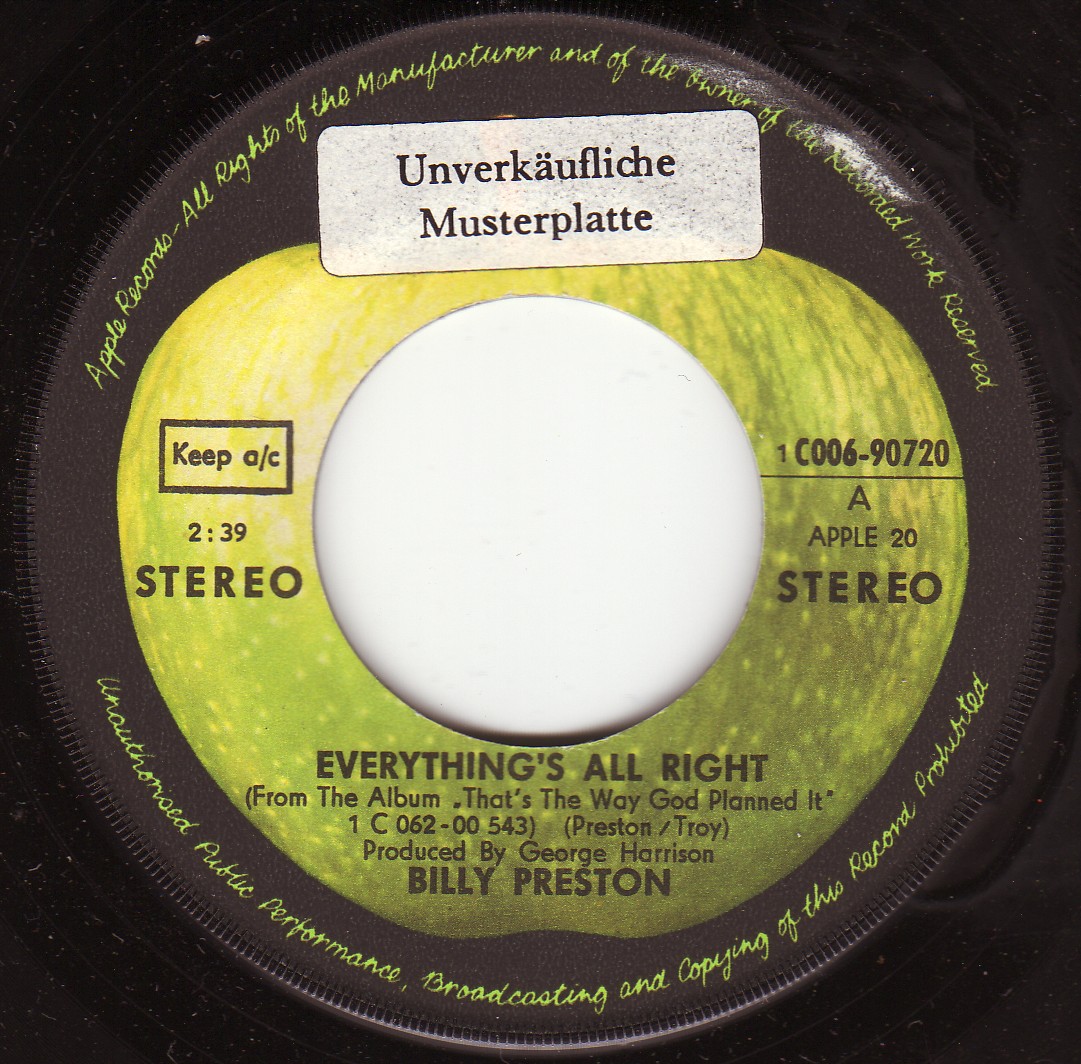 Apple Records-All Rights of the Manufacturer and of the Owner of the Recorded Work Reserved
Unverkäufliche
Musterplatte
Keep a/c
2:39
STEREO
1 C006-90720
A
APPLE 20
STEREO
EVERYTHING'S ALL RIGHT
(From The Album „That's The Way God Planned It"
1 C 062-00 543) (Preston/Troy)
Produced By George Harrison
BILLY PRESTON
Unauthorised Public Performance, Broadcasting and Copying of this Record Prohibited